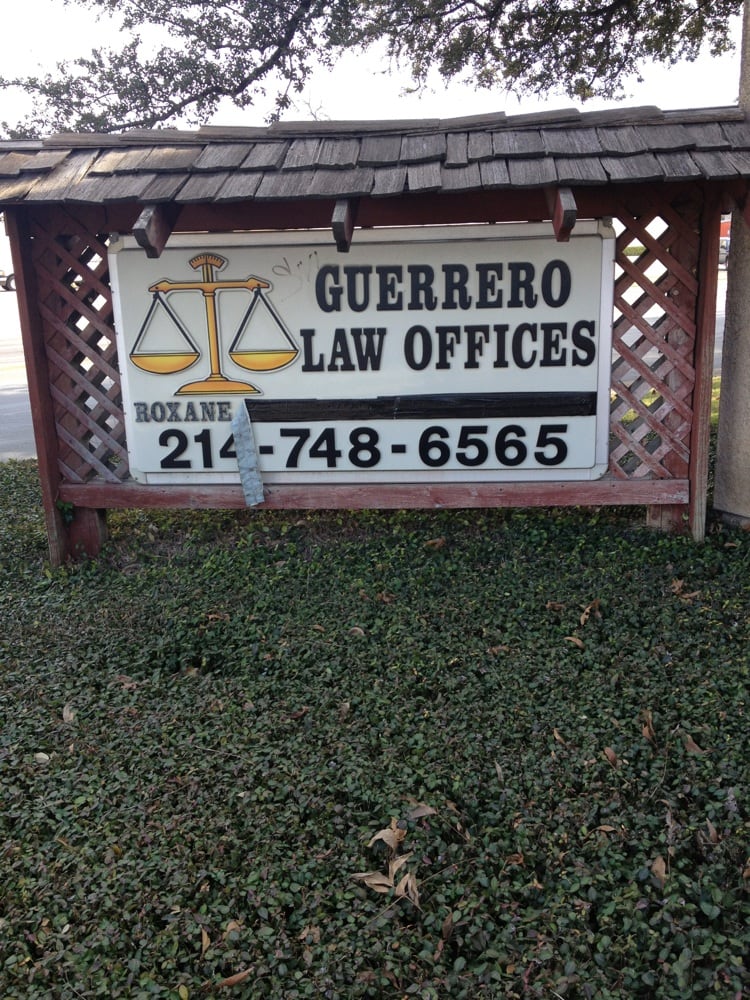 GUERRERO
LAW OFFICES
ROXANE
214-748-6565